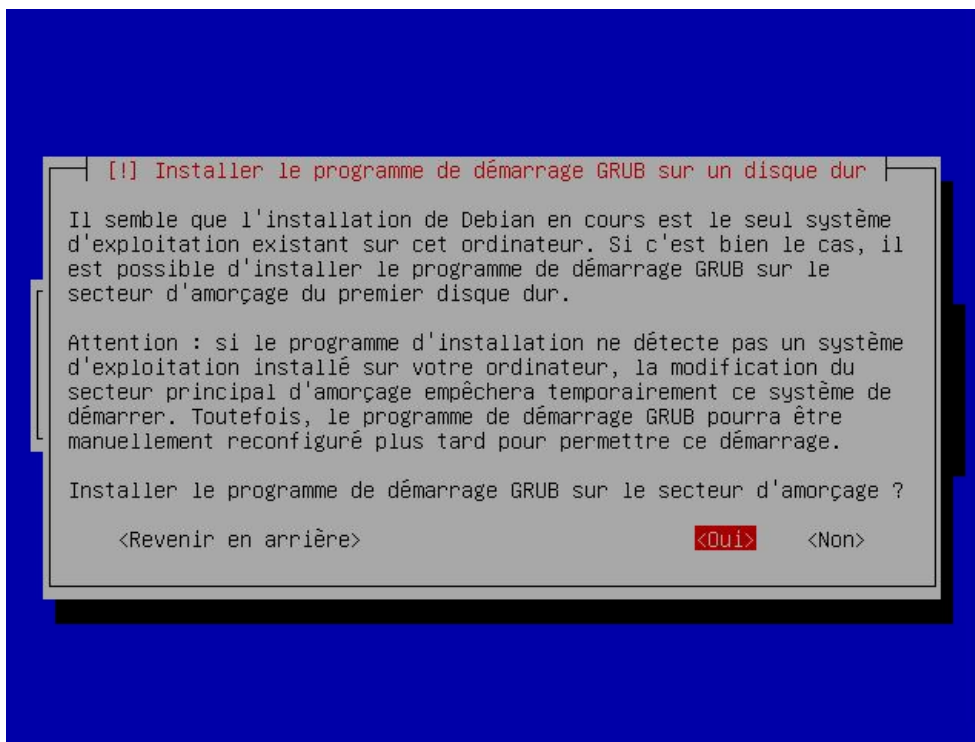 [!] Installer le programme de démarrage GRUB sur un disque dur
Il semble que l'installation de Debian en cours est le seul système
d'exploitation existant sur cet ordinateur. Si c'est bien le cas, il
est possible d'installer le programme de démarrage GRUB sur le
secteur d'amorçage du premier disque dur.
Attention : si le programme d'installation ne détecte pas un système
d'exploitation installé sur votre ordinateur, la modification du
secteur principal d'amorçage empêchera temporairement ce système de
démarrer. Toutefois, le programme de démarrage GRUB pourra être
manuellement reconfiguré plus tard pour permettre ce démarrage.
Installer le programme de démarrage GRUB sur le secteur d'amorçage ?
<Revenir en arrière> <Oui> <Non>